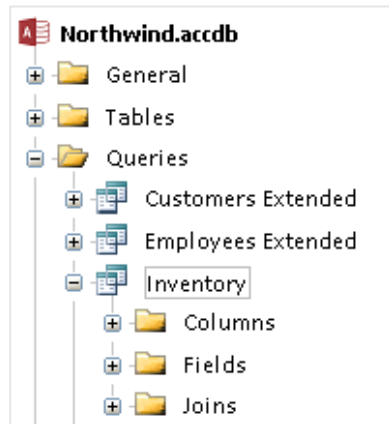 Northwind.accdb
General
Tables
Queries
Customers Extended
Employees Extended
Inventory
Columns
Fields
Joins